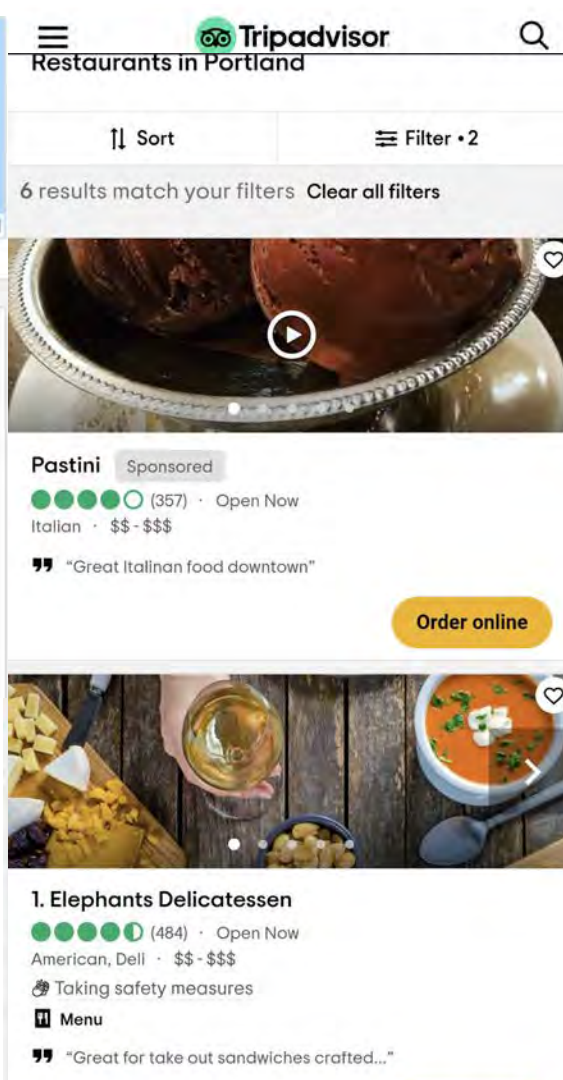 Tripadvisor
Restaurants in Portland
Sort
Filter • 2
6 results match your filters Clear all filters
Pastini Sponsored
(357) · Open Now
Italian · $$ - $$$
"Great Italinan food downtown"
Order online
1. Elephants Delicatessen
(484) · Open Now
American, Deli · $$ - $$$
Taking safety measures
Menu
"Great for take out sandwiches crafted..."